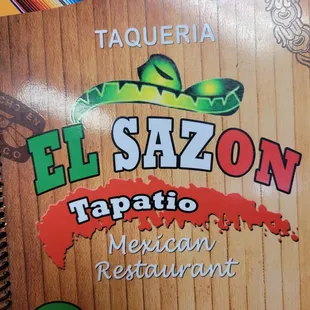 TAQUERIA
EL SAZON
Tapatio
Mexican
Restaurant